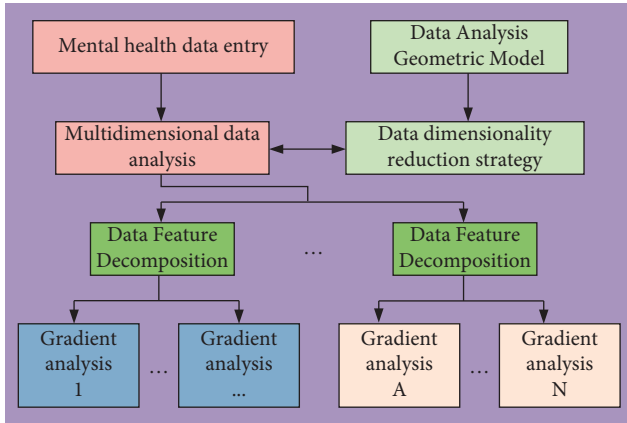 Mental health data entry
Data Analysis
Geometric Model
Multidimensional data
analysis
Data dimensionality
reduction strategy
Data Feature
Decomposition
...
Data Feature
Decomposition
Gradient
analysis
1
...
Gradient
analysis
...
Gradient
analysis
A
...
Gradient
analysis
N